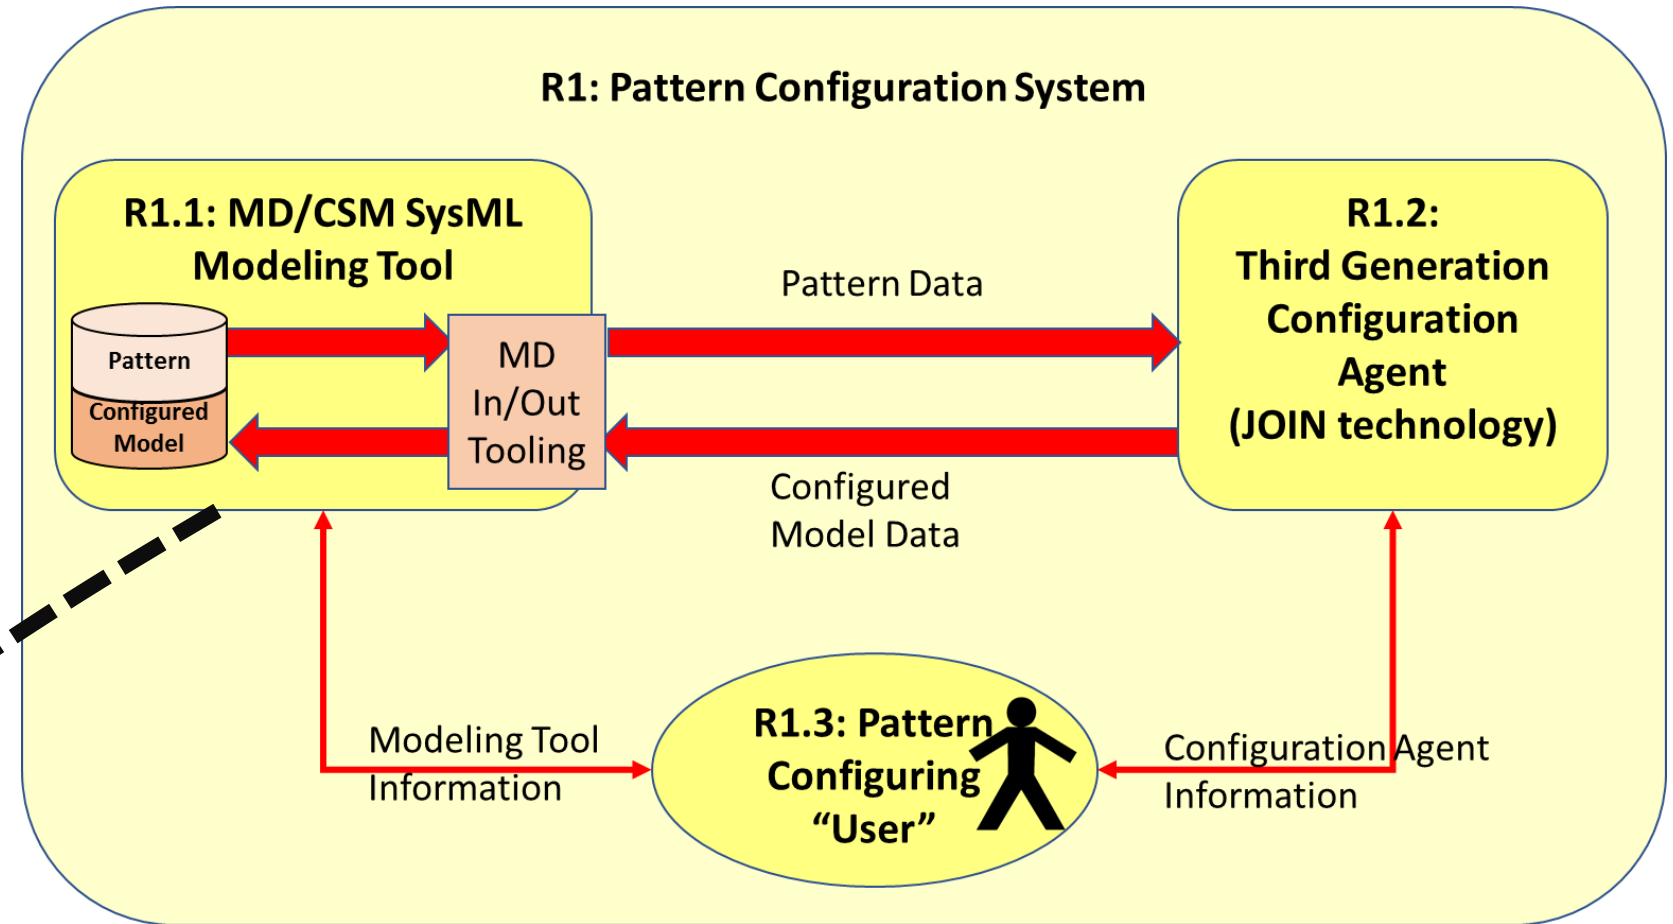 R1: Pattern Configuration System
R1.1: MD/CSM SysML
Modeling Tool
Pattern
Configured
Model
MD
In/Out
Tooling
Pattern Data
Configured
Model Data
R1.2:
Third Generation
Configuration
Agent
(JOIN technology)
Modeling Tool
Information
R1.3: Pattern
Configuring
“User”
Configuration Agent
Information